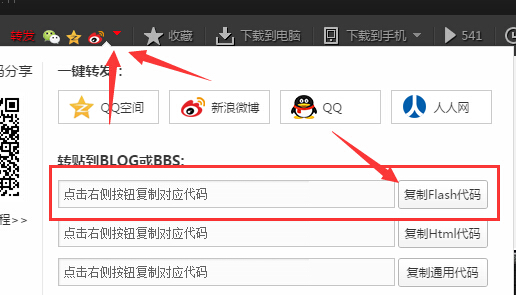 转发 收藏 下载到电脑 下载到手机 541
码分享
一键转发：
QQ空间 新浪微博 QQ 人人网
转贴到BLOG或BBS:
点击右侧按钮复制对应代码 复制Flash代码
程>>
点击右侧按钮复制对应代码 复制Html代码
点击右侧按钮复制对应代码 复制通用代码